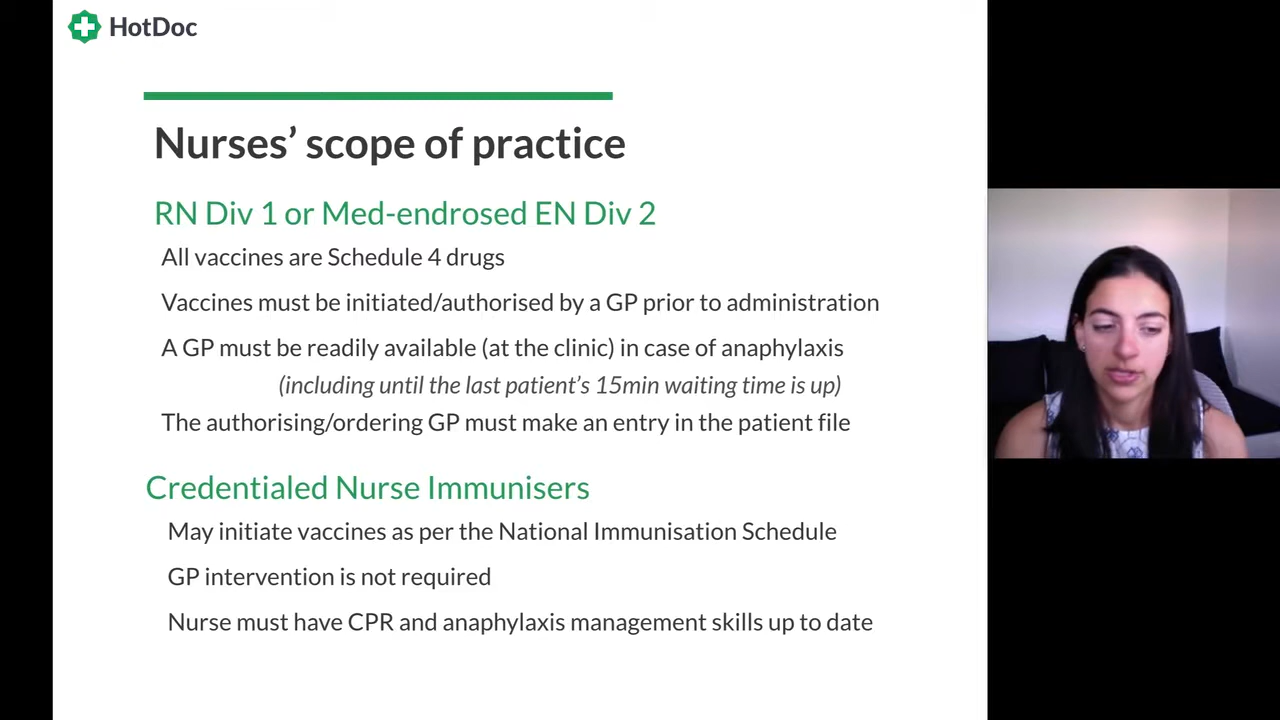 HotDoc
Nurses’ scope of practice
RN Div 1 or Med-endrosed EN Div 2
All vaccines are Schedule 4 drugs
Vaccines must be initiated/authorised by a GP prior to administration
A GP must be readily available (at the clinic) in case of anaphylaxis
(including until the last patient’s 15min waiting time is up)
The authorising/ordering GP must make an entry in the patient file
Credentialed Nurse Immunisers
May initiate vaccines as per the National Immunisation Schedule
GP intervention is not required
Nurse must have CPR and anaphylaxis management skills up to date